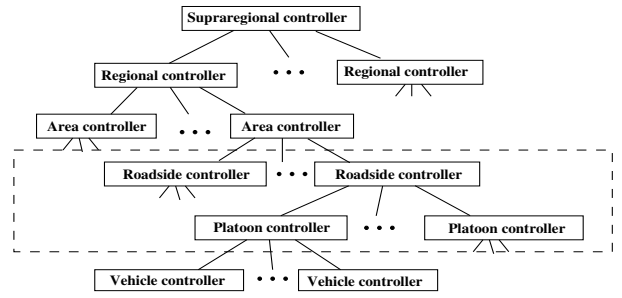 Supraregional controller
Regional controller
• • •
Regional controller
Area controller
• • •
Area controller
Roadside controller
• • •
Roadside controller
Platoon controller
• • •
Platoon controller
Vehicle controller
• • •
Vehicle controller